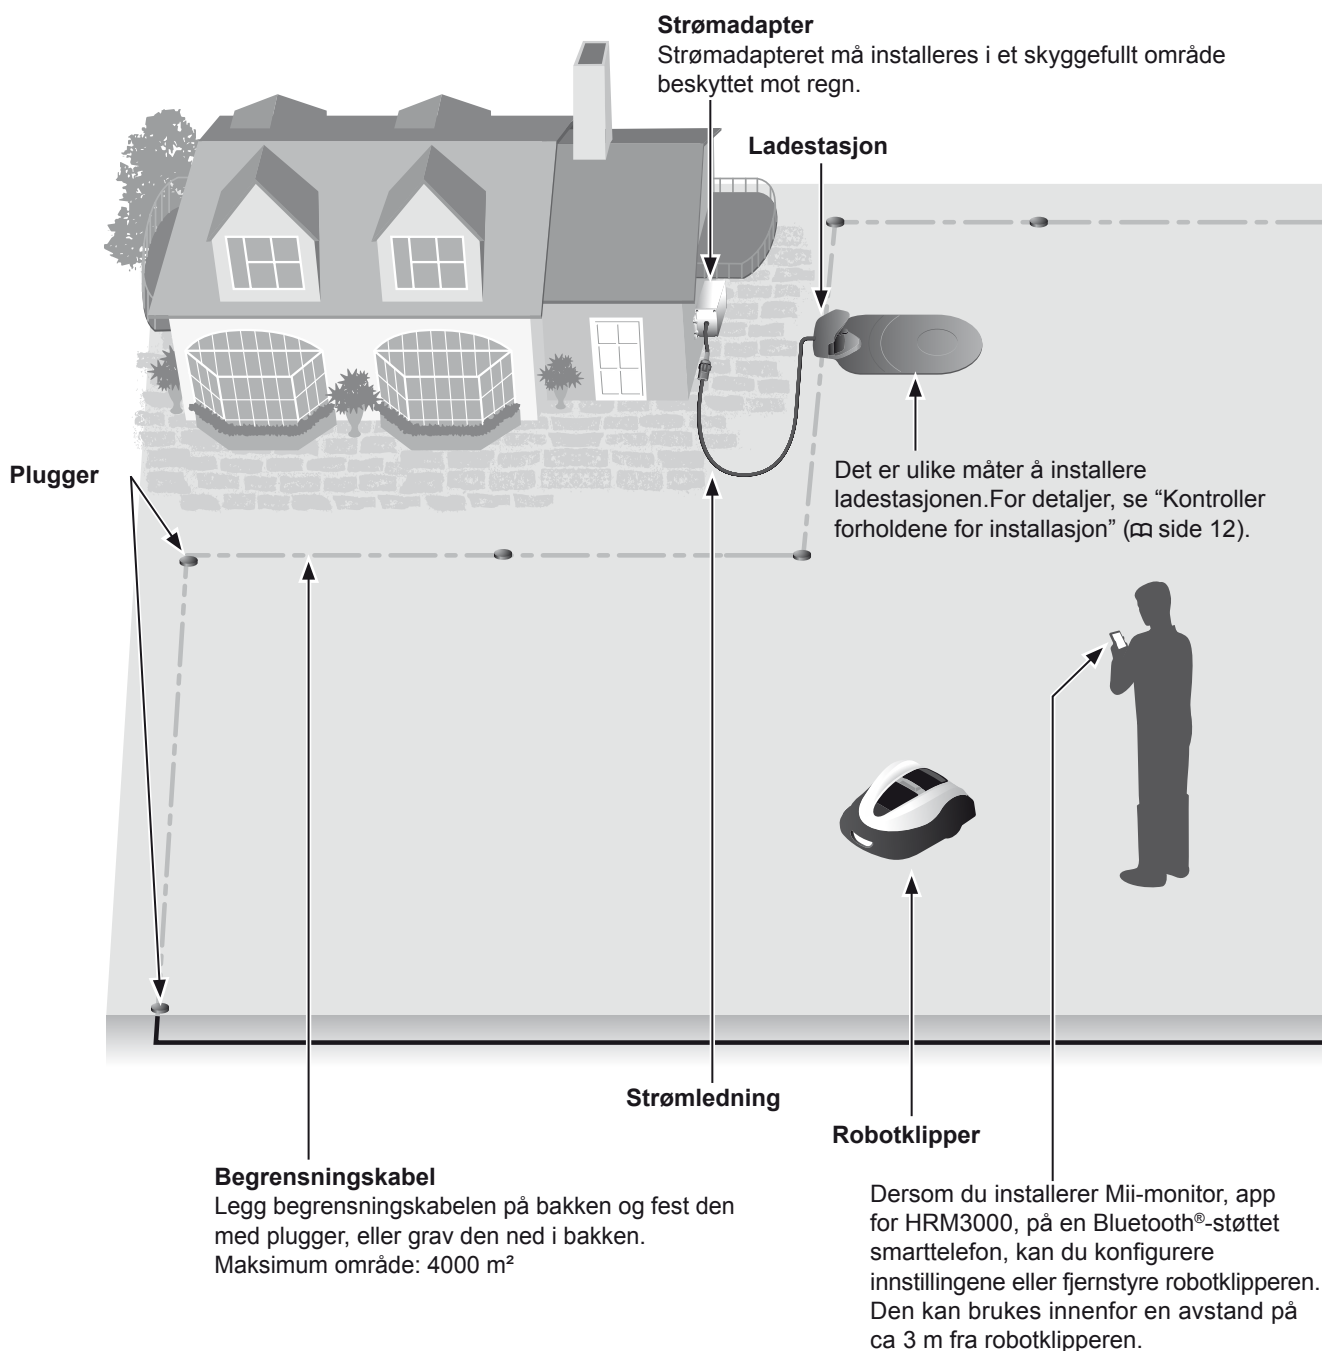 Strømadapter
Strømadapteret må installeres i et skyggefullt område
beskyttet mot regn.
Ladestasjon
Plugger
Det er ulike måter å installere
ladestasjonen.For detaljer, se “Kontroller
forholdene for installasjon” (🕮 side 12).
Strømledning
Robotklipper
Begrensningskabel
Legg begrensningskabelen på bakken og fest den
med plugger, eller grav den ned i bakken.
Maksimum område: 4000 m²
Dersom du installerer Mii-monitor, app
for HRM3000, på en Bluetooth®-støttet
smarttelefon, kan du konfigurere
innstillingene eller fjernstyre robotklipperen.
Den kan brukes innenfor en avstand på
ca 3 m fra robotklipperen.